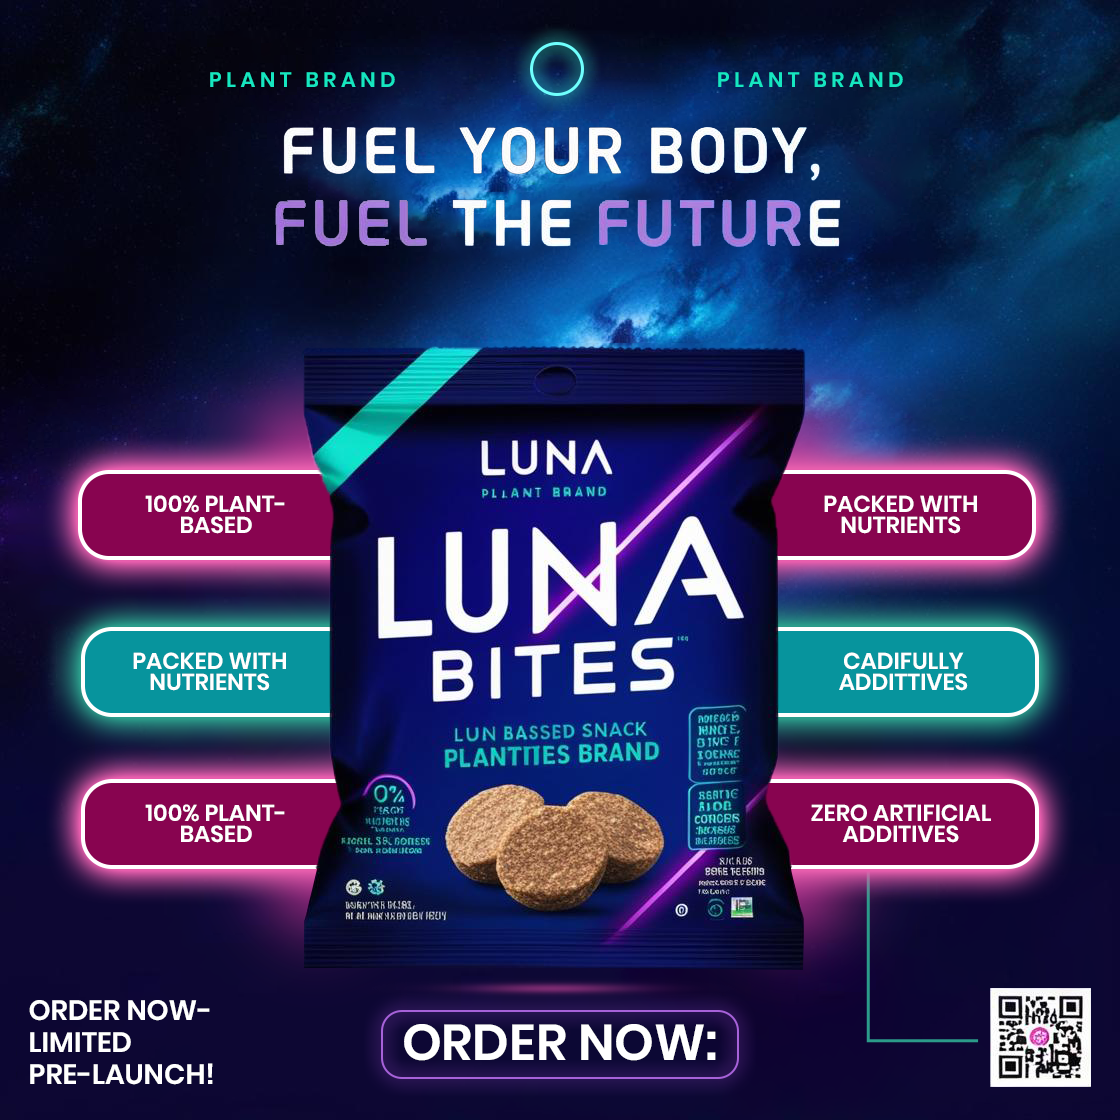 PLANT BRAND
PLANT BRAND
FUEL YOUR BODY,
FUEL THE FUTURE
LUNA
PLLANT BRAND
LUNA
BITES
LUN BASSED SNACK
PLANTITES BRAND
0%
100% PLANT-
BASED
PACKED WITH
NUTRIENTS
100% PLANT-
BASED
PACKED WITH
NUTRIENTS
CADIFULLY
ADDITTIVES
ZERO ARTIFICIAL
ADDITIVES
ORDER NOW-
LIMITED
PRE-LAUNCH!
ORDER NOW: